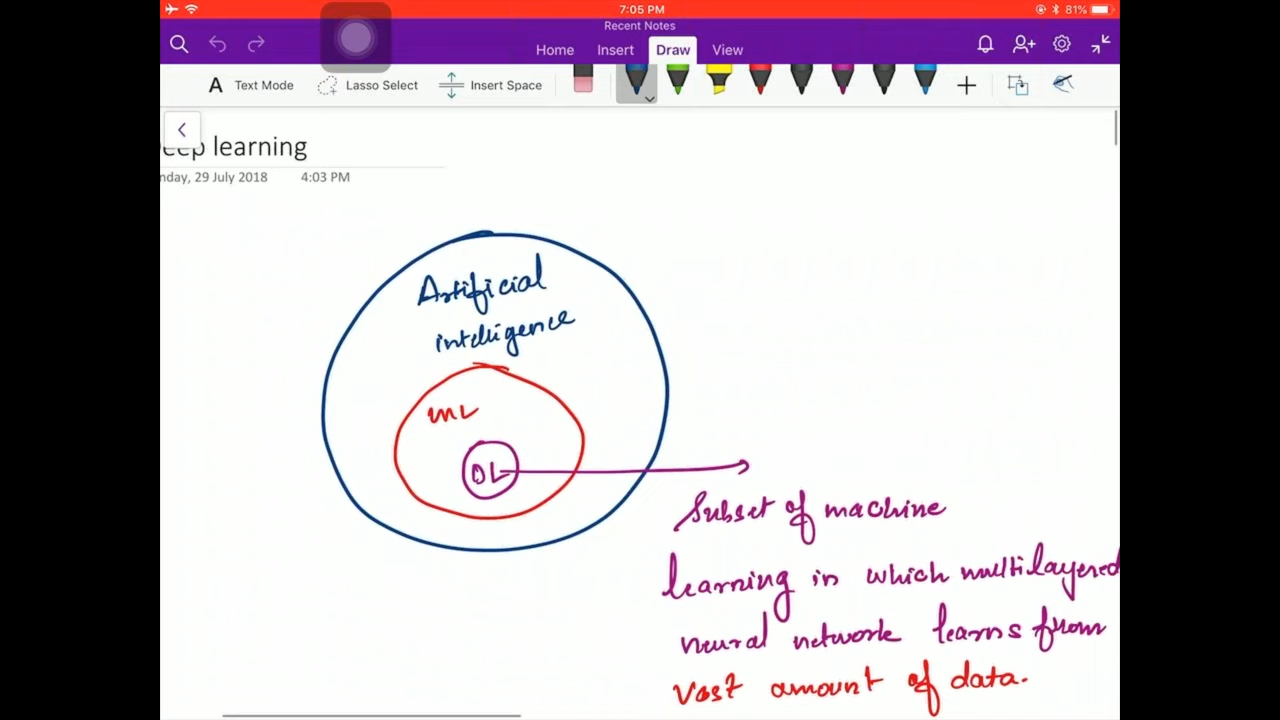 7:05 PM
81%
Recent Notes
Home Insert Draw View
Text Mode Lasso Select Insert Space
eep learning
nday, 29 July 2018 4:03 PM
Artificial
intelligence
ML
DL
Subset of machine
learning in which multilayered
neural network learns from
Vast amount of data.